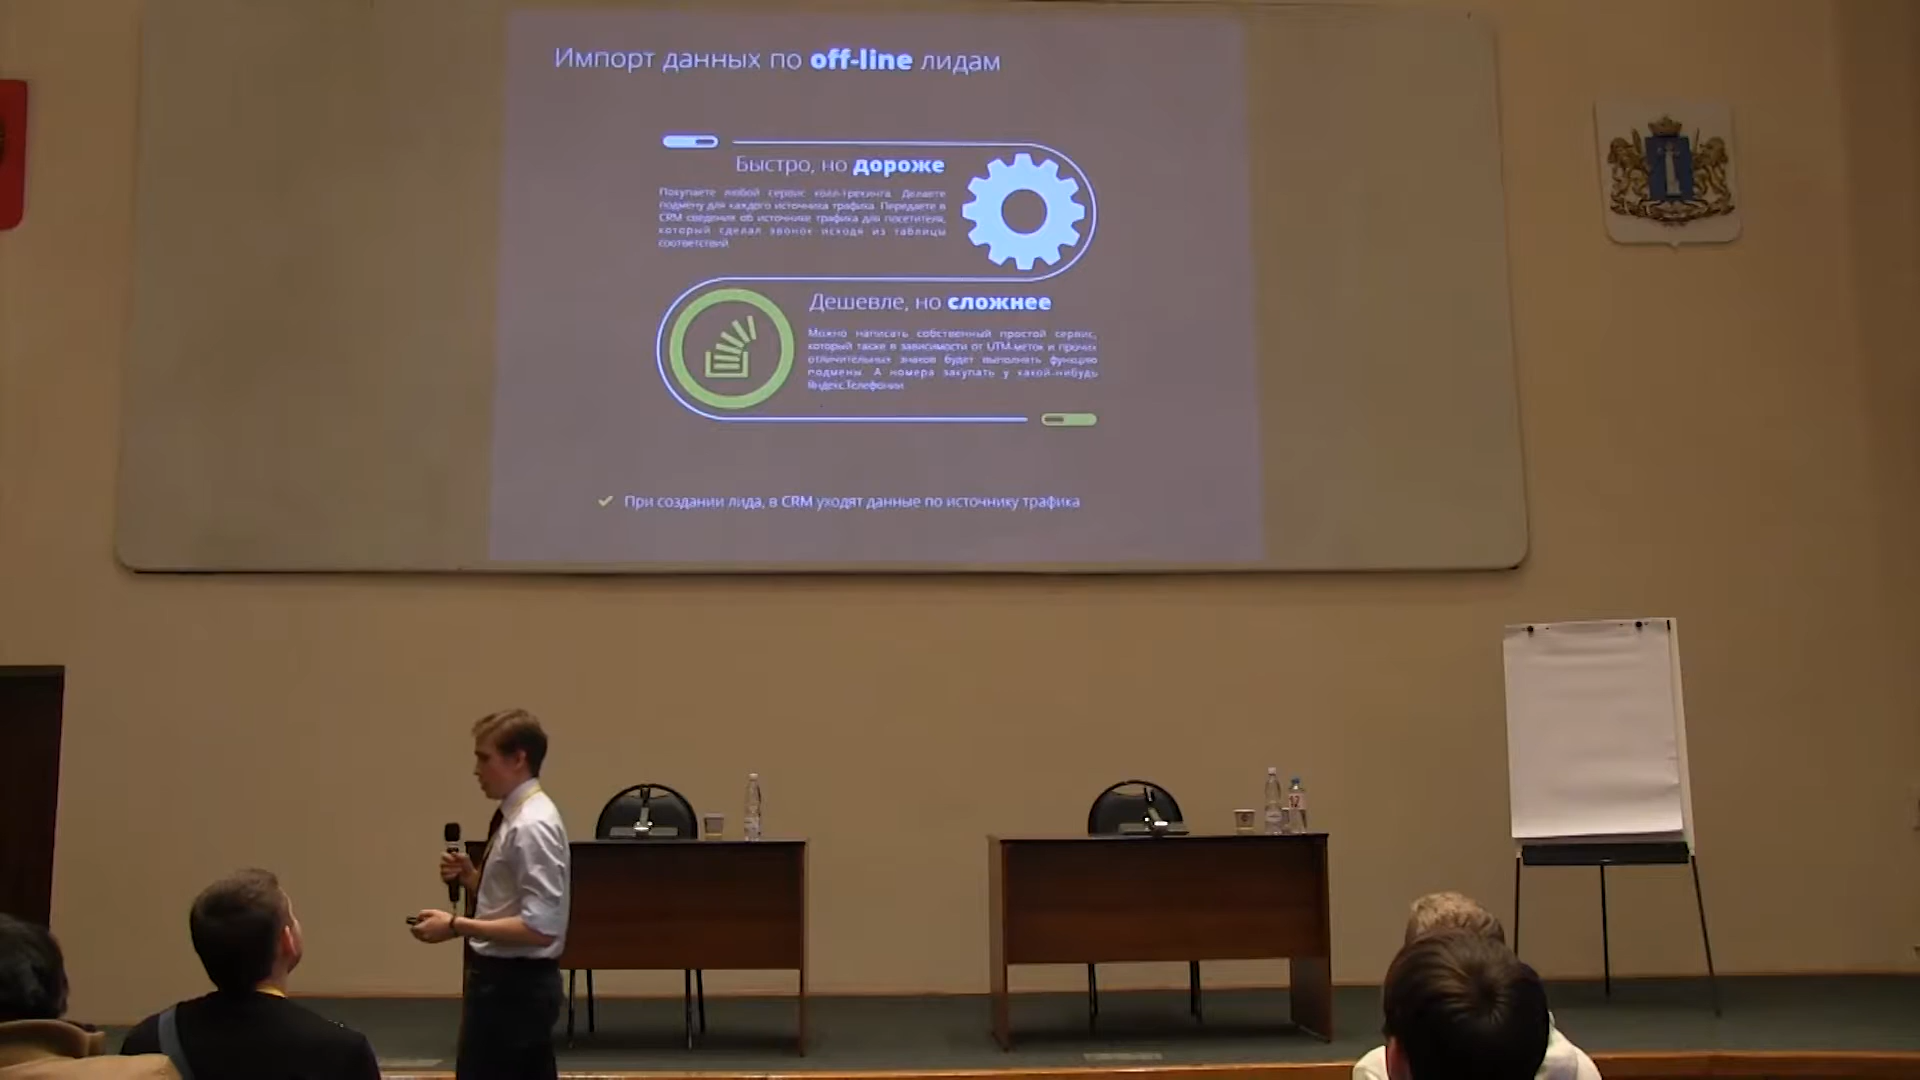 Импорт данных по off-line лидам
Быстро, но дороже
Покупаете любой сервис колл-трекинга. Делаете
подмену для каждого источника трафика. Передаете в
CRM сведения об источнике трафика для посетителя,
который сделал звонок исходя из таблицы
соответствий.
Дешевле, но сложнее
Можно написать собственный простой сервис,
который также в зависимости от UTM-меток и прочих
отличительных знаков будет выполнять функцию
подмены. А номера закупать у какой-нибудь
Яндекс.Телефонии.
При создании лида, в CRM уходят данные по источнику трафика